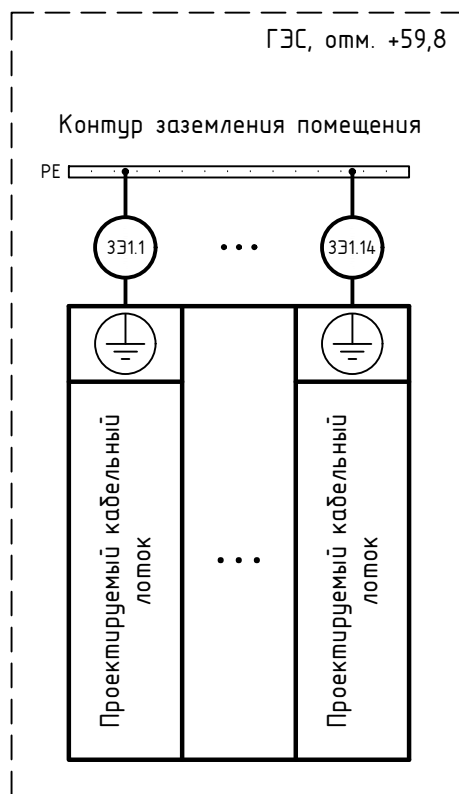 ГЭС, отм. +59,8
Контур заземления помещения
PE
ЗЭ1.1
• • •
ЗЭ1.14
Проектируемый кабельный
лоток
• • •
Проектируемый кабельный
лоток